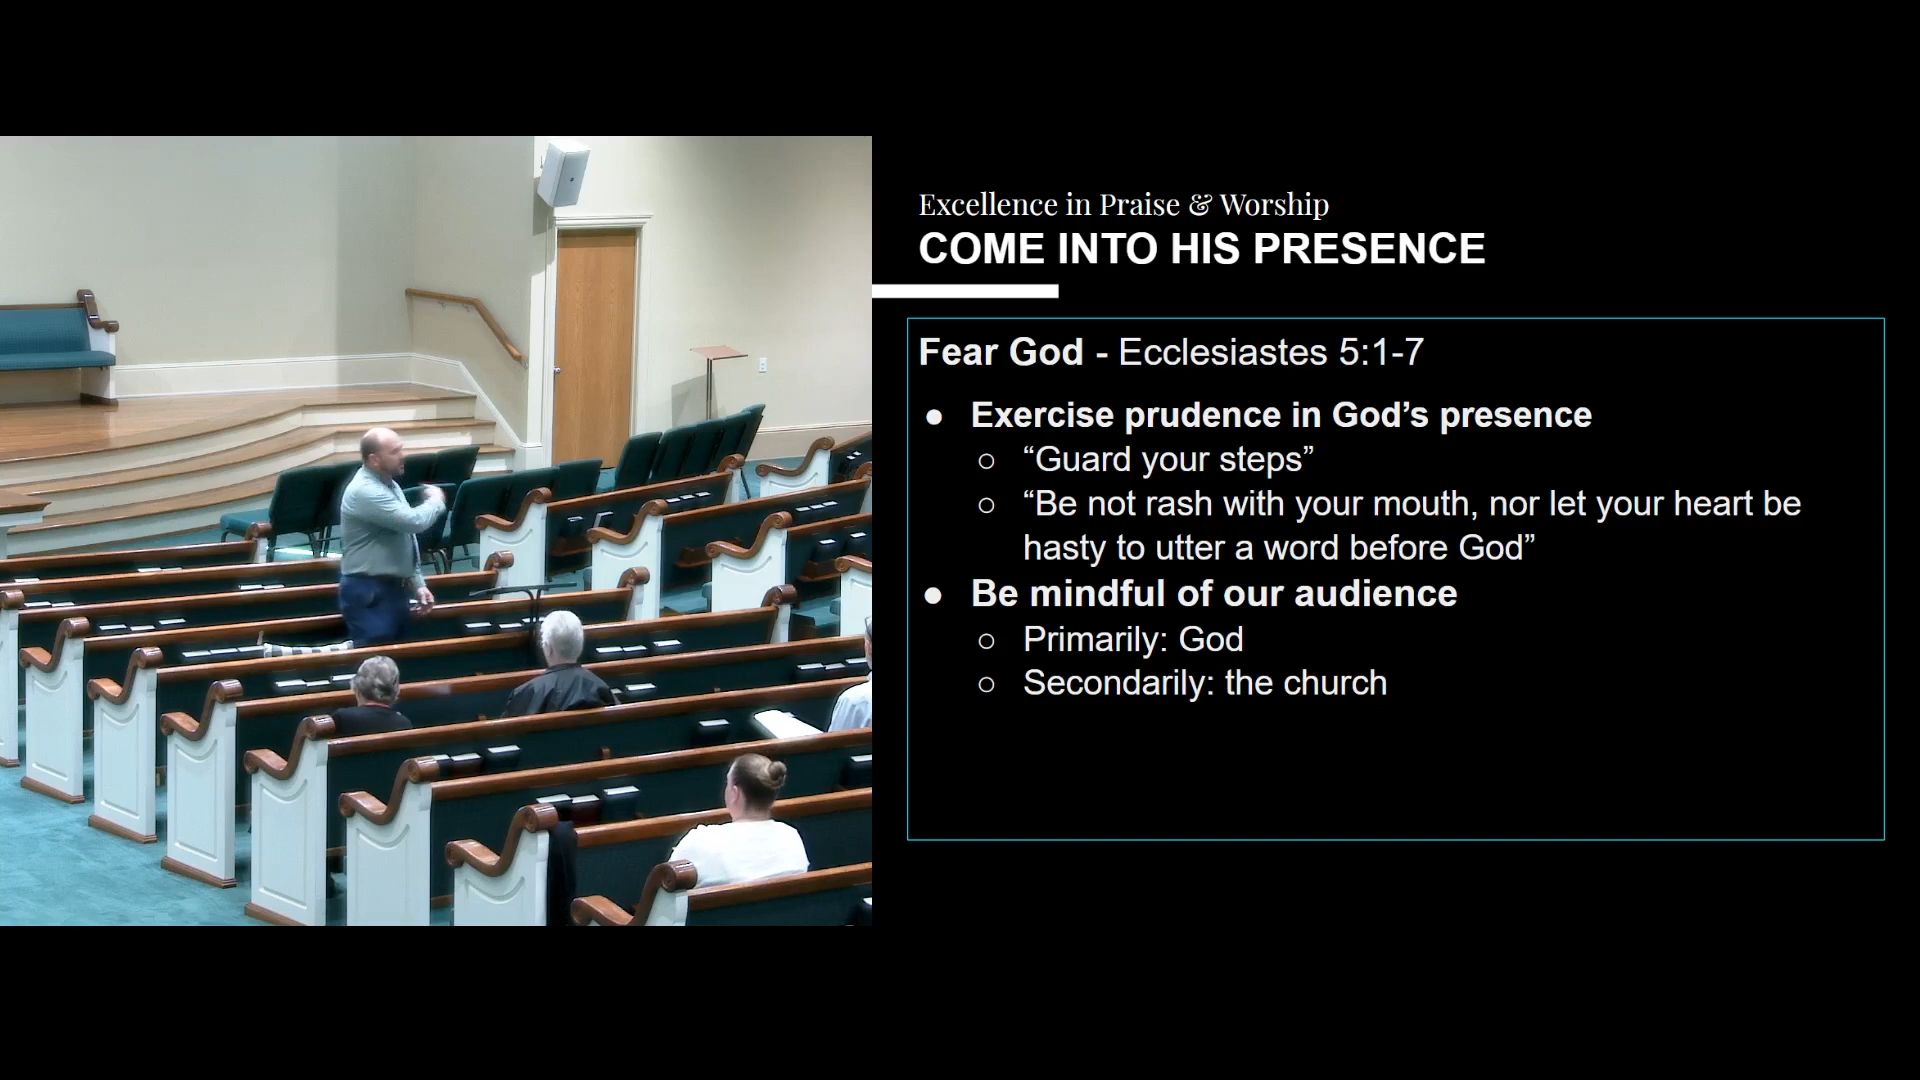 Excellence in Praise & Worship
COME INTO HIS PRESENCE
Fear God - Ecclesiastes 5:1-7
● Exercise prudence in God’s presence
○ “Guard your steps”
○ “Be not rash with your mouth, nor let your heart be
hasty to utter a word before God”
● Be mindful of our audience
○ Primarily: God
○ Secondarily: the church